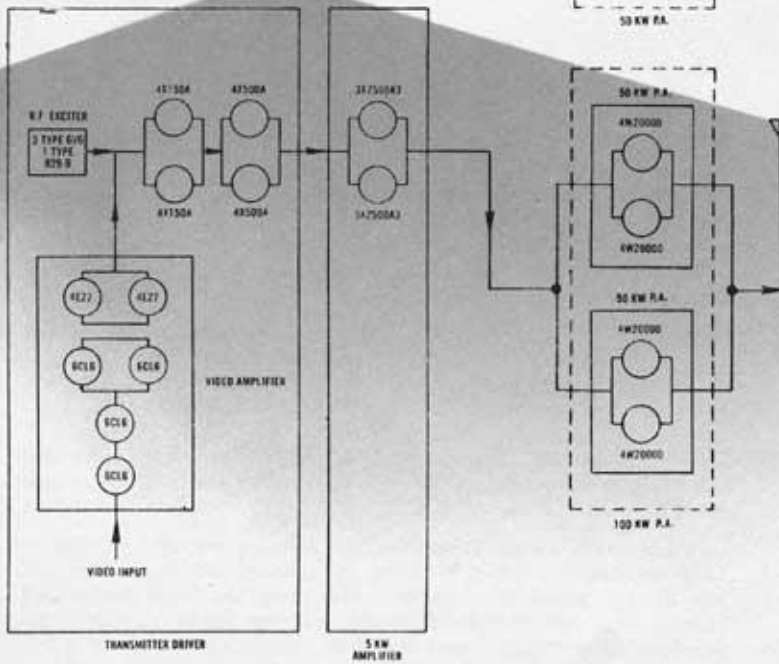 50 KW P.A.
R.F EXCITER
3 TYPE 6146
1 TYPE
829-B
4X150A
4X150A
4X500A
4X500A
3X2500A3
3X2500A3
50 KW P.A.
4W20000
4W20000
50 KW P.A.
4W20000
4W20000
100 KW P.A.
4E27
4E27
6CL6
6CL6
6CL6
6CL6
VIDEO AMPLIFIER
VIDEO INPUT
TRANSMITTER DRIVER
5 KW
AMPLIFIER